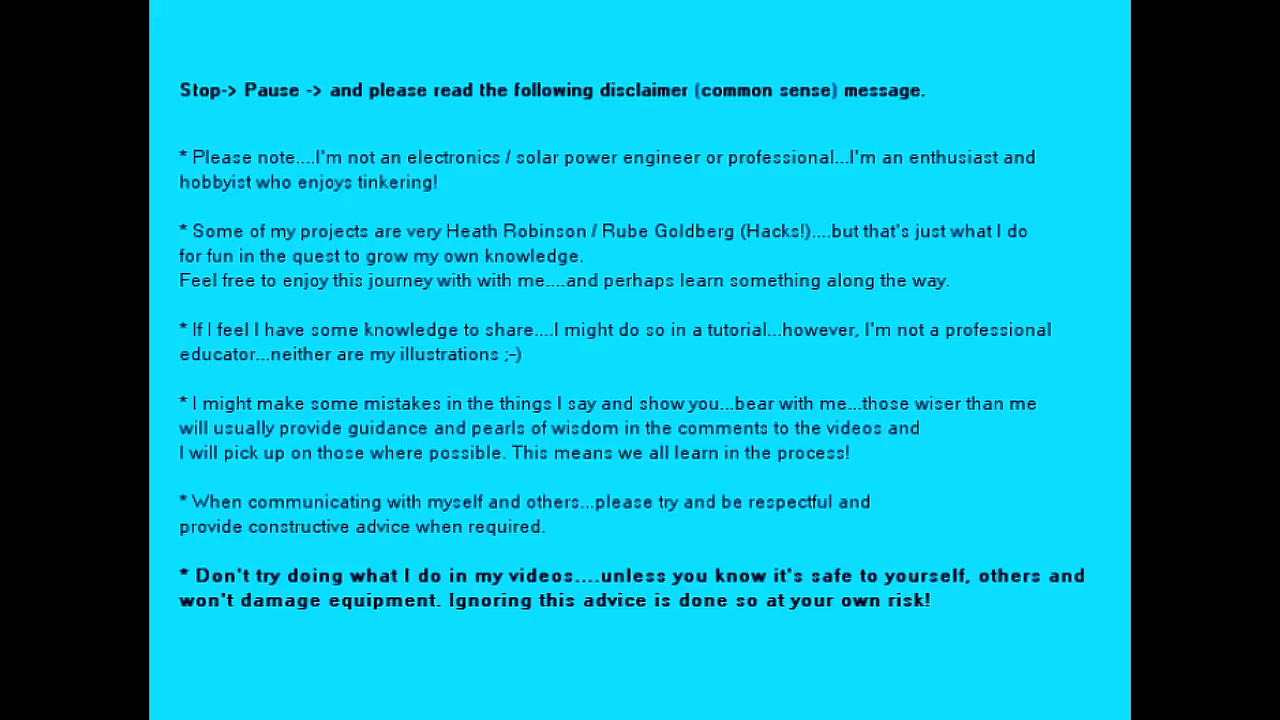 Stop-> Pause -> and please read the following disclaimer (common sense) message.
* Please note....I'm not an electronics / solar power engineer or professional...I'm an enthusiast and
hobbyist who enjoys tinkering!
* Some of my projects are very Heath Robinson / Rube Goldberg (Hacks!)....but that's just what I do
for fun in the quest to grow my own knowledge.
Feel free to enjoy this journey with with me....and perhaps learn something along the way.
* If I feel I have some knowledge to share....I might do so in a tutorial...however, I'm not a professional
educator...neither are my illustrations ;-)
* I might make some mistakes in the things I say and show you...bear with me...those wiser than me
will usually provide guidance and pearls of wisdom in the comments to the videos and
I will pick up on those where possible. This means we all learn in the process!
* When communicating with myself and others...please try and be respectful and
provide constructive advice when required.
* Don't try doing what I do in my videos....unless you know it's safe to yourself, others and
won't damage equipment. Ignoring this advice is done so at your own risk!